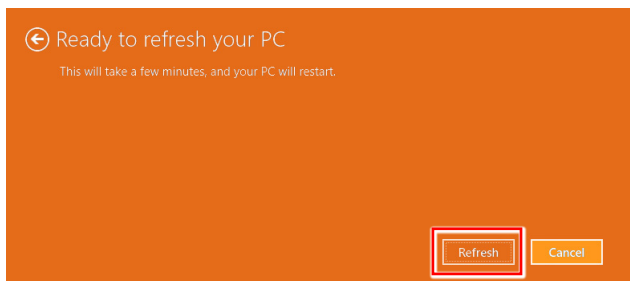 Ready to refresh your PC
This will take a few minutes, and your PC will restart.
Refresh
Cancel